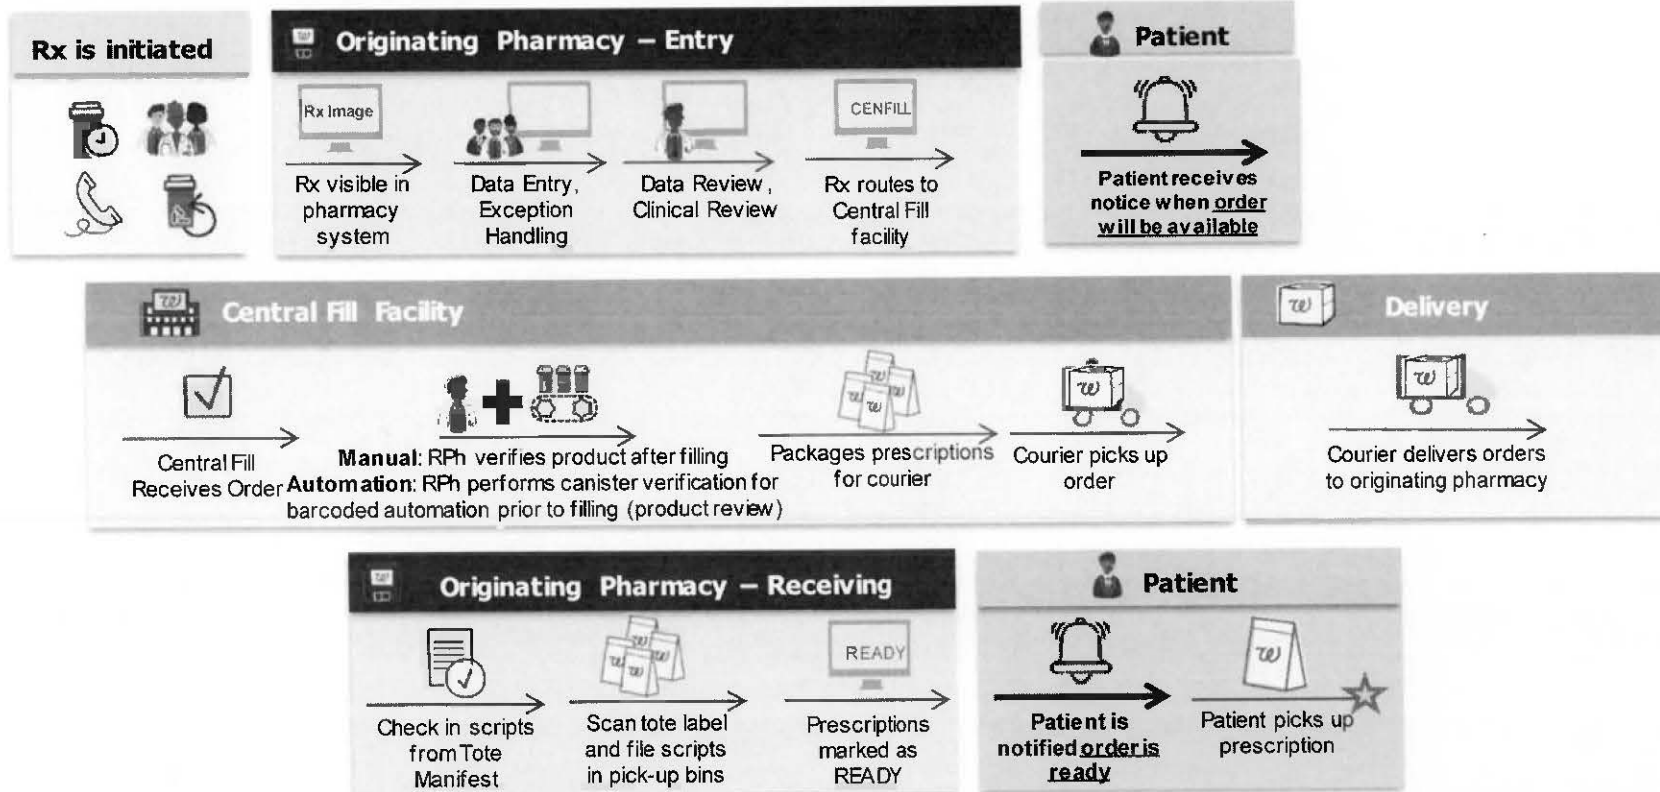 Rx is initiated
Originating Pharmacy – Entry
Rx Image
Rx visible in
pharmacy
system
Data Entry,
Exception
Handling
Data Review,
Clinical Review
CENFILL
Rx routes to
Central Fill
facility
Patient
Patient receives
notice when order
will be available
w
Central Fill Facility
Central Fill
Receives Order
Manual: RPh verifies product after filling
Automation: RPh performs canister verification for
barcoded automation prior to filling (product review)
w
w
w
Packages prescriptions
for courier
w
Courier picks up
order
w
Delivery
w
Courier delivers orders
to originating pharmacy
w
Originating Pharmacy – Receiving
Check in scripts
from Tote
Manifest
w
w
w
Scan tote label
and file scripts
in pick-up bins
READY
Prescriptions
marked as
READY
Patient
Patient is
notified order is
ready
w
Patient picks up
prescription